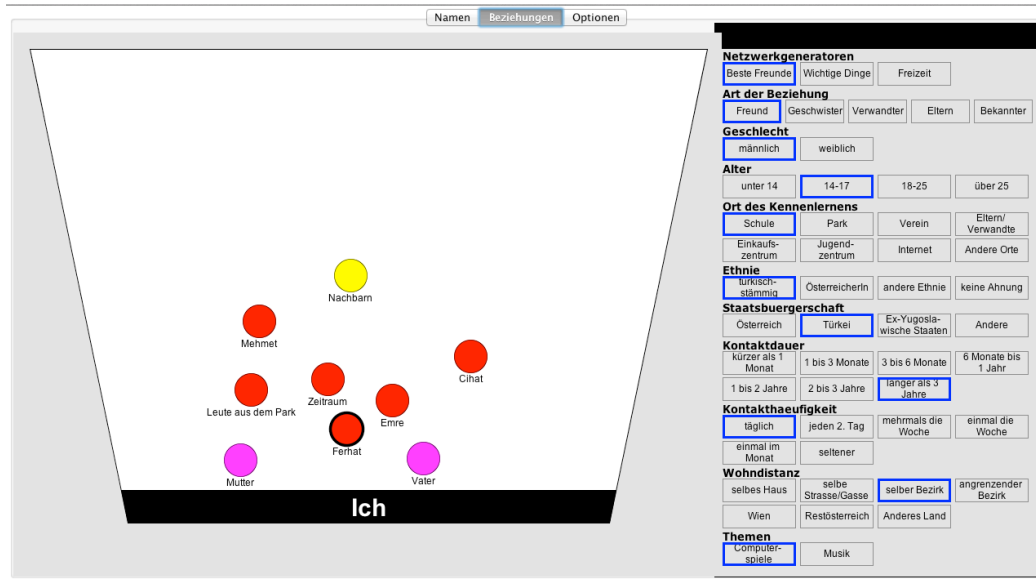 Namen Beziehungen Optionen
Nachbarn
Mehmet
Cihat
Zeitraum
Leute aus dem Park
Emre
Ferhat
Mutter
Vater
Ich
Netzwerkgeneratoren
Beste Freunde Wichtige Dinge Freizeit
Art der Beziehung
Freund Geschwister Verwandter Eltern Bekannter
Geschlecht
männlich weiblich
Alter
unter 14 14-17 18-25 über 25
Ort des Kennenlernens
Schule Park Verein Eltern/
Verwandte
Einkaufs-
zentrum Jugend-
zentrum Internet Andere Orte
Ethnie
türkisch-
stämmig ÖsterreicherIn andere Ethnie keine Ahnung
Staatsbuergerschaft
Österreich Türkei Ex-Yugosla-
wische Staaten Andere
Kontaktdauer
kürzer als 1
Monat 1 bis 3 Monate 3 bis 6 Monate 6 Monate bis
1 Jahr
1 bis 2 Jahre 2 bis 3 Jahre länger als 3
Jahre
Kontakthaeufigkeit
täglich jeden 2. Tag mehrmals die
Woche einmal die
Woche
einmal im
Monat seltener
Wohndistanz
selbes Haus selbe
Strasse/Gasse selber Bezirk angrenzender
Bezirk
Wien Restösterreich Anderes Land
Themen
Computer-
spiele Musik